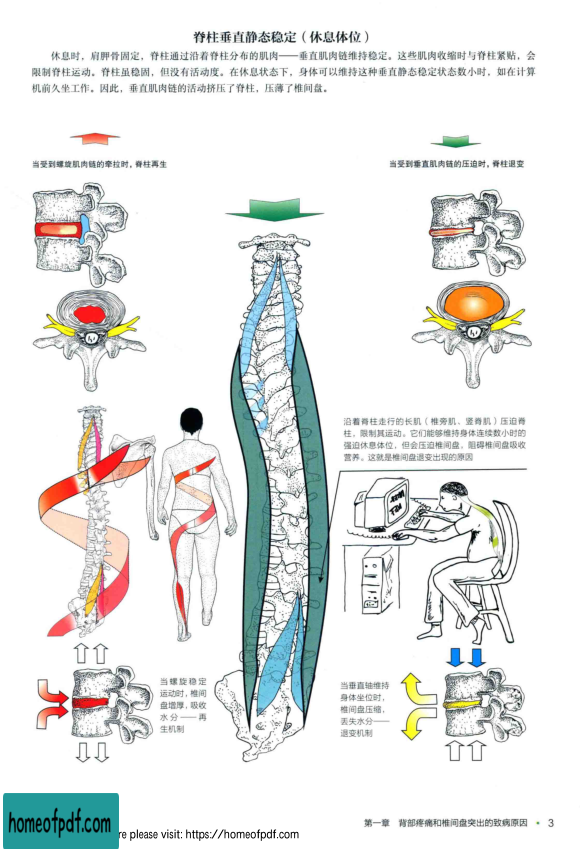 脊柱垂直静态稳定（休息体位）
休息时，肩胛骨固定，脊柱通过沿着脊柱分布的肌肉——垂直肌肉链维持稳定。这些肌肉收缩时与脊柱紧贴，会
限制脊柱运动。脊柱虽稳固，但没有活动度。在休息状态下，身体可以维持这种垂直静态稳定状态数小时，如在计算
机前久坐工作。因此，垂直肌肉链的活动挤压了脊柱，压薄了椎间盘。
当受到螺旋肌肉链的牵拉时，脊柱再生
当受到垂直肌肉链的压迫时，脊柱退变
沿着脊柱走行的长肌（椎旁肌、竖脊肌）压迫脊
柱，限制其运动。它们能够维持身体连续数小时的
强迫休息体位，但会压迫椎间盘，阻碍椎间盘吸收
营养。这就是椎间盘退变出现的原因
当螺旋稳定
运动时，椎间
盘增厚，吸收
水分——再
生机制
当垂直轴维持
身体坐位时，
椎间盘压缩，
丢失水分——
退变机制
第一章 背部疼痛和椎间盘突出的致病原因 • 3
homeofpdf.com
re please visit: https://homeofpdf.com